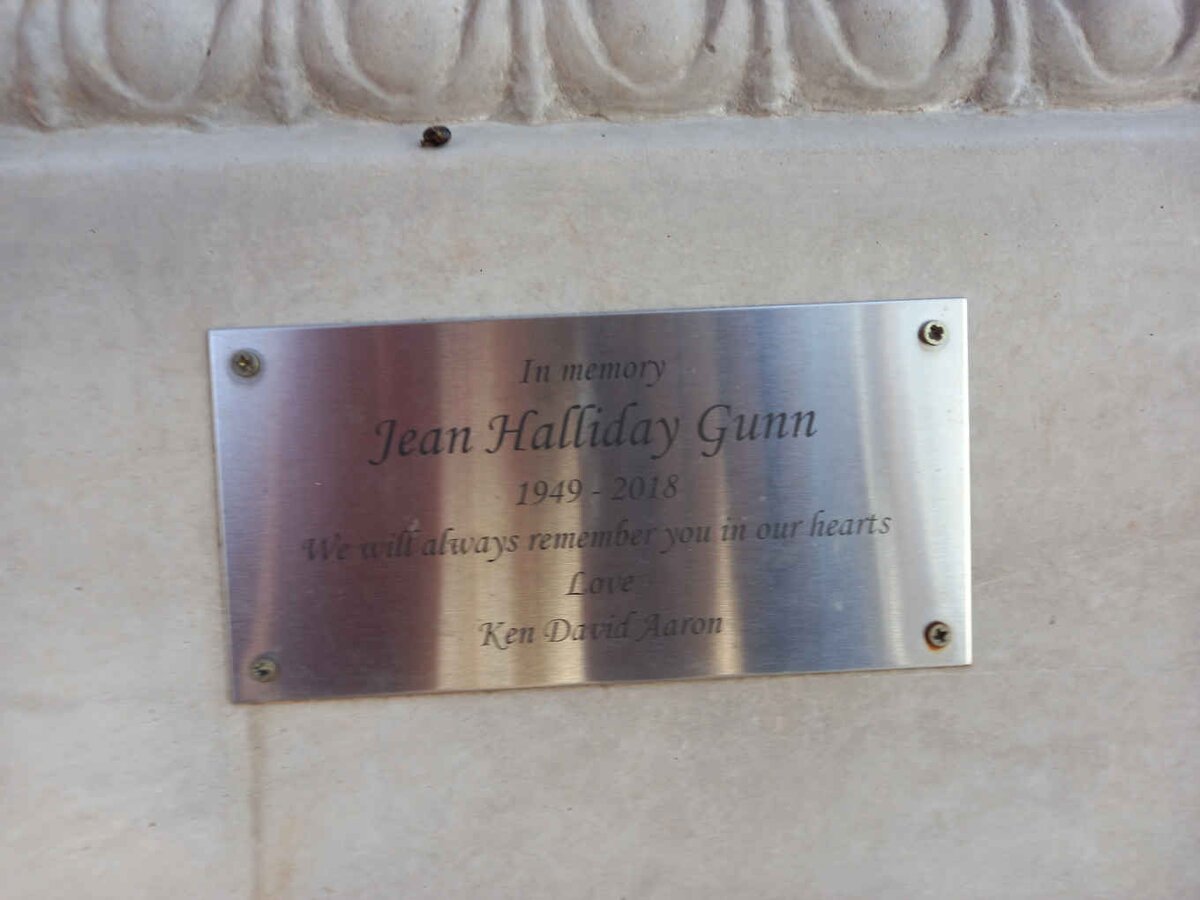 In memory
Jean Halliday Gunn
1949 - 2018
We will always remember you in our hearts
Love
Ken David Aaron